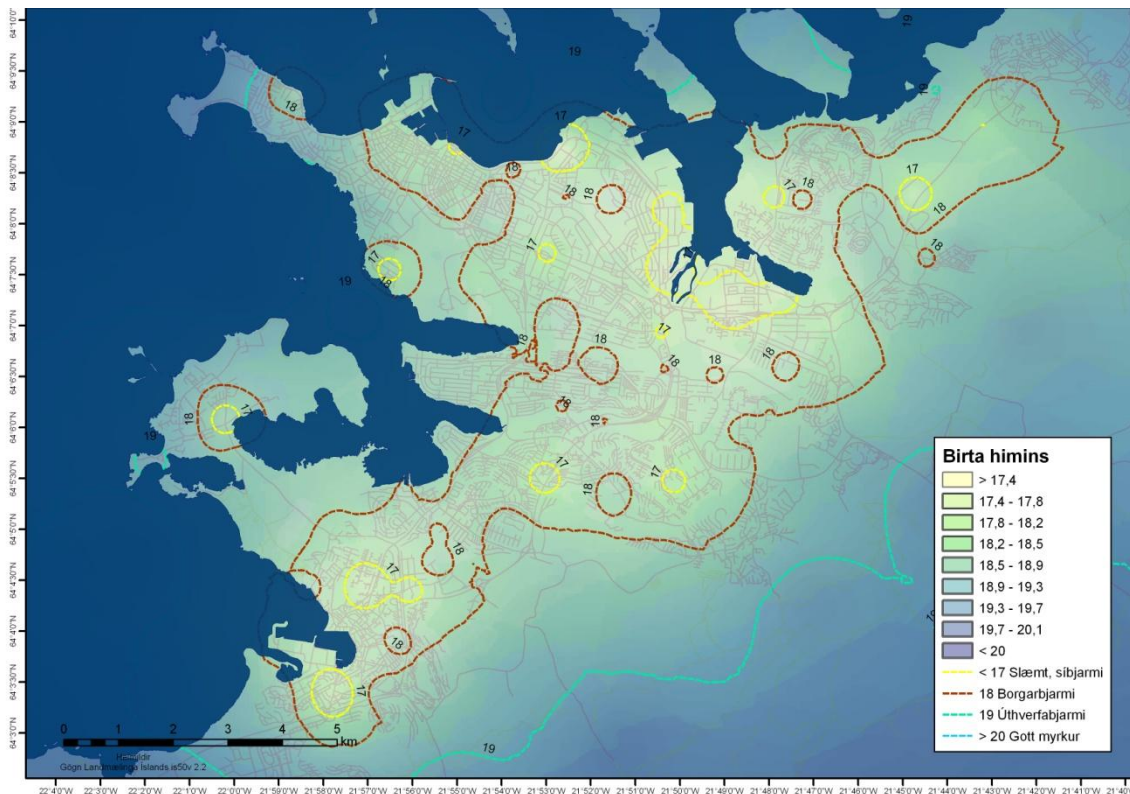 64°10'0"N
64°9'30"N
64°9'0"N
64°8'30"N
64°8'0"N
64°7'30"N
64°7'0"N
64°6'30"N
64°6'0"N
64°5'30"N
64°5'0"N
64°4'30"N
64°4'0"N
64°3'30"N
64°3'0"N
19
19
18
17
17
18
18
18
17
18
17
18
19
17
17
18
19
18
17
18
18
17
18
18
18
18
18
18
17
19
17
18
17
18
17
18
17
19
Birta himins
> 17,4
17,4 - 17,8
17,8 - 18,2
18,2 - 18,5
18,5 - 18,9
18,9 - 19,3
19,3 - 19,7
19,7 - 20,1
< 20
< 17 Slæmt, síbjarmi
18 Borgarbjarmi
19 Úthverfabjarmi
> 20 Gott myrkur
0 1 2 3 4 5
km
Heimildir
Gögn Landmælinga Íslands is50v 2.2
22°4'0"W 22°3'0"W 22°2'0"W 22°1'0"W 22°0'0"W 21°58'0"W 21°57'0"W 21°56'0"W 21°55'0"W 21°54'0"W 21°53'0"W 21°52'0"W 21°51'0"W 21°50'0"W 21°48'0"W 21°47'0"W 21°46'0"W 21°45'0"W 21°44'0"W 21°43'0"W 21°42'0"W 21°41'0"W